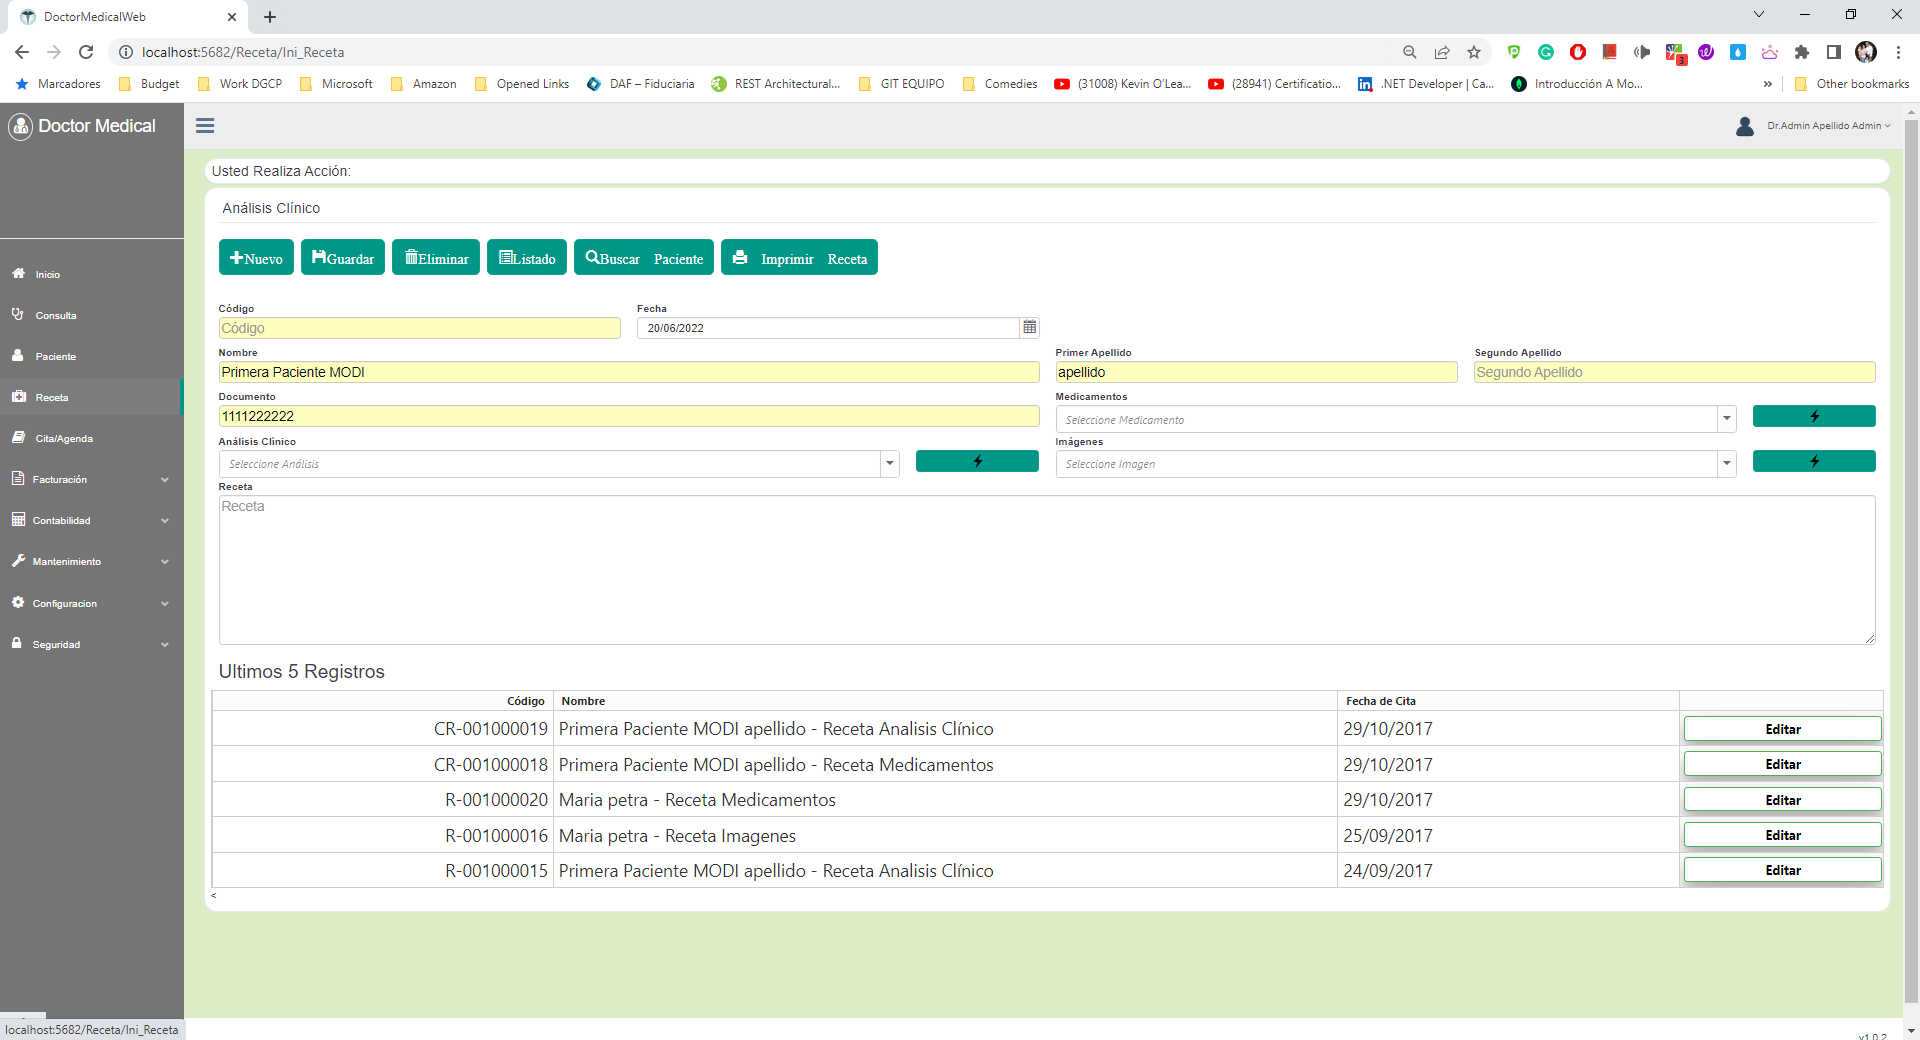 DoctorMedicalWeb
localhost:5682/Receta/Ini_Receta
3
Marcadores Budget Work DGCP Microsoft Amazon Opened Links DAF – Fiduciaria REST Architectural... GIT EQUIPO Comedies (31008) Kevin O'Lea... (28941) Certificatio... .NET Developer | Ca... Introducción A Mo... » Other bookmarks
Doctor Medical
Dr.Admin Apellido Admin
Usted Realiza Acción:
Análisis Clínico
Nuevo Guardar Eliminar Listado Buscar Paciente Imprimir Receta
Inicio
Consulta
Paciente
Receta
Cita/Agenda
Facturación
Contabilidad
Mantenimiento
Configuracion
Seguridad
Código Fecha
Código 20/06/2022
Nombre Primer Apellido Segundo Apellido
Primera Paciente MODI apellido Segundo Apellido
Documento Medicamentos
1111222222 Seleccione Medicamento
Análisis Clínico Imágenes
Seleccione Análisis Seleccione Imagen
Receta
Receta
Ultimos 5 Registros
Código Nombre Fecha de Cita
CR-001000019 Primera Paciente MODI apellido - Receta Analisis Clínico 29/10/2017 Editar
CR-001000018 Primera Paciente MODI apellido - Receta Medicamentos 29/10/2017 Editar
R-001000020 Maria petra - Receta Medicamentos 29/10/2017 Editar
R-001000016 Maria petra - Receta Imagenes 25/09/2017 Editar
R-001000015 Primera Paciente MODI apellido - Receta Analisis Clínico 24/09/2017 Editar
<
localhost:5682/Receta/Ini_Receta
v1.0.2